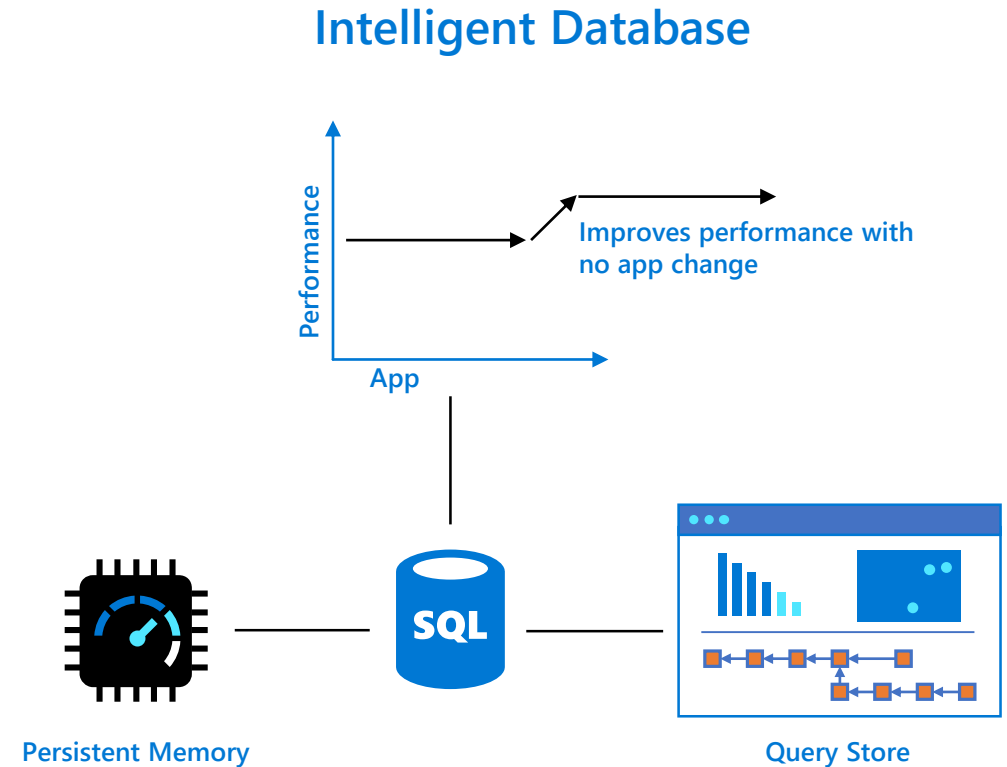 Intelligent Database
Performance
Improves performance with
no app change
App
SQL
Persistent Memory
Query Store